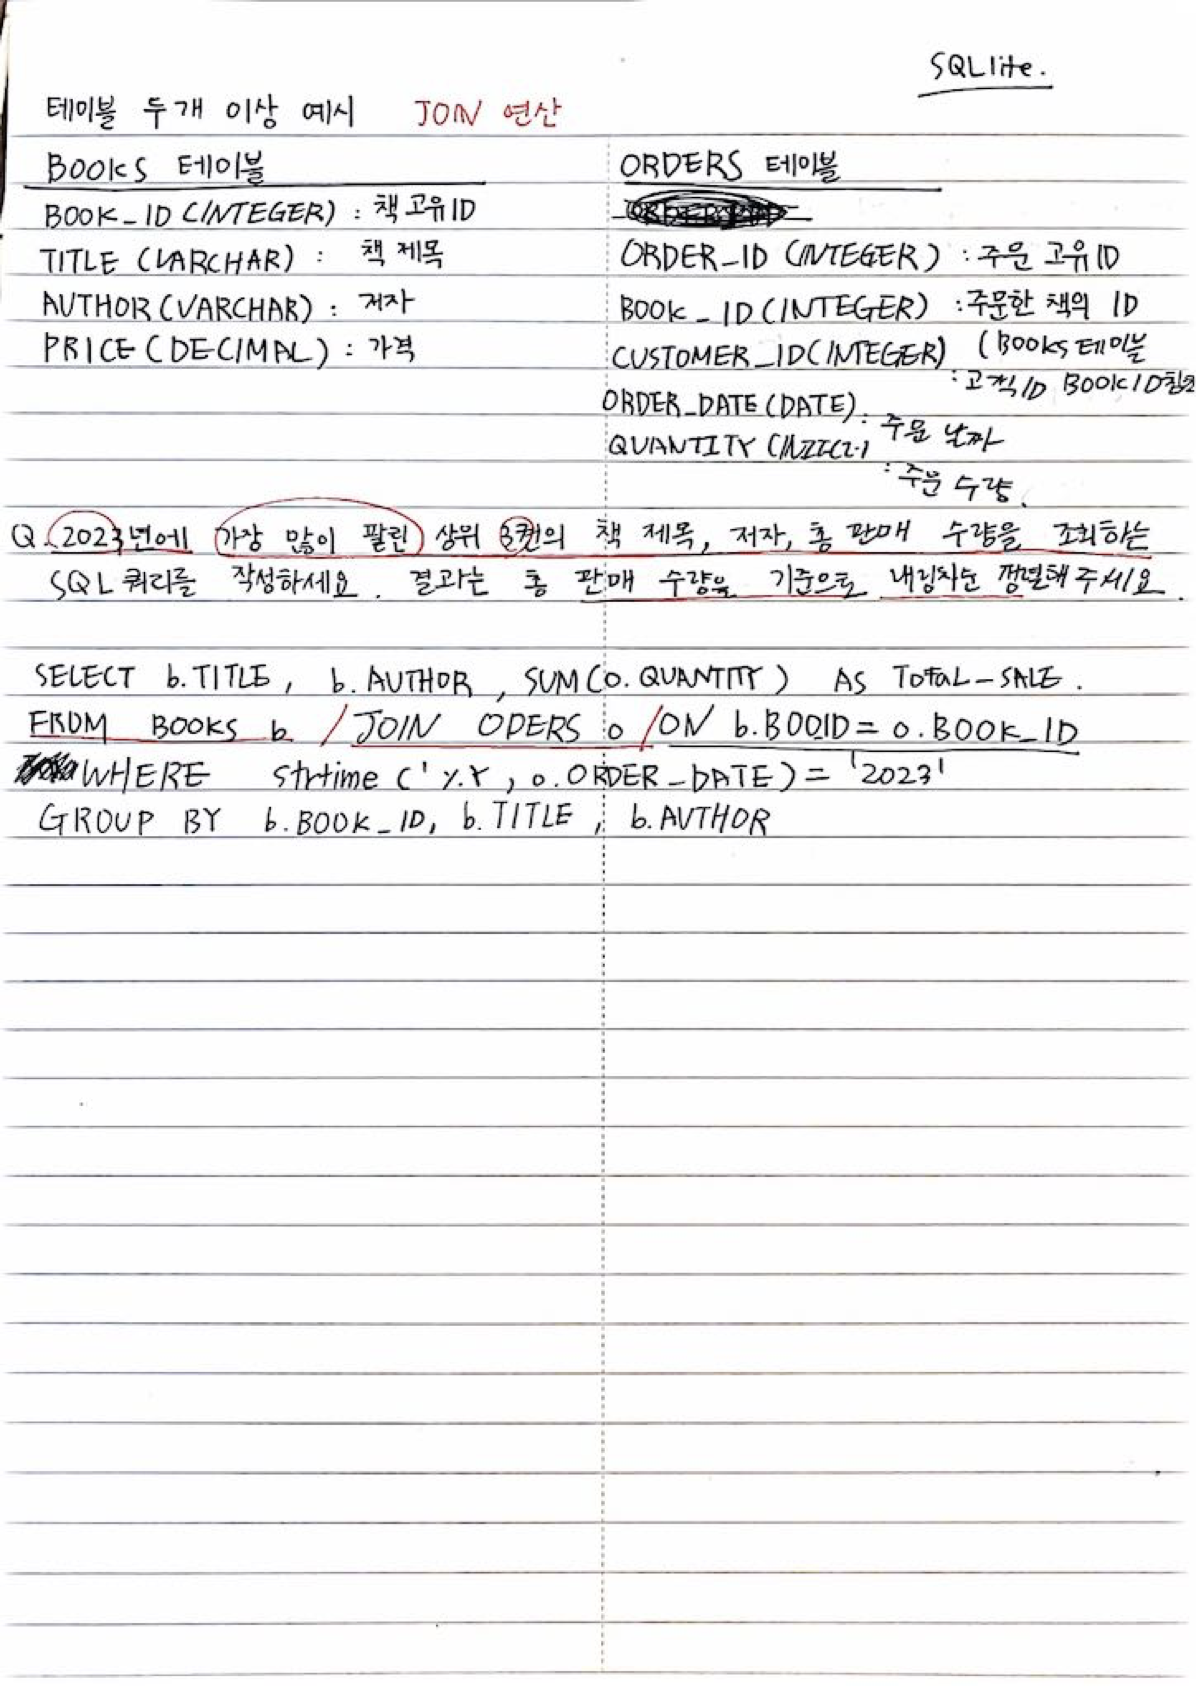 SQLlite.
테이블 두개 이상 예시 JOIN 연산
BOOKS 테이블
BOOK_ID (INTEGER) : 책 고유ID
TITLE (VARCHAR) : 책 제목
AUTHOR (VARCHAR) : 저자
PRICE (DECIMAL) : 가격
ORDERS 테이블
ORDER_ID (INTEGER) : 주문 고유ID
BOOK_ID (INTEGER) : 주문한 책의 ID
(BOOKS 테이블
BOOK ID참조
CUSTOMER_ID (INTEGER)
: 고객ID
ORDER_DATE (DATE)
: 주문 날짜
QUANTITY
: 주문 수량.
Q. 2023년에 가장 많이 팔린 상위 3권의 책 제목, 저자, 총 판매 수량을 조회하는
SQL 쿼리를 작성하세요. 결과는 총 판매 수량을 기준으로 내림차순 정렬해 주세요.
SELECT b.TITLE, b.AUTHOR, SUM(o.QUANTITY) AS TOTAL_SALE.
FROM BOOKS b / JOIN ODERS o / ON b.BOOID = o.BOOK_ID
WHERE strtime ('%.Y, o.ORDER_DATE) = '2023'
GROUP BY b.BOOK_ID, b.TITLE, b.AUTHOR